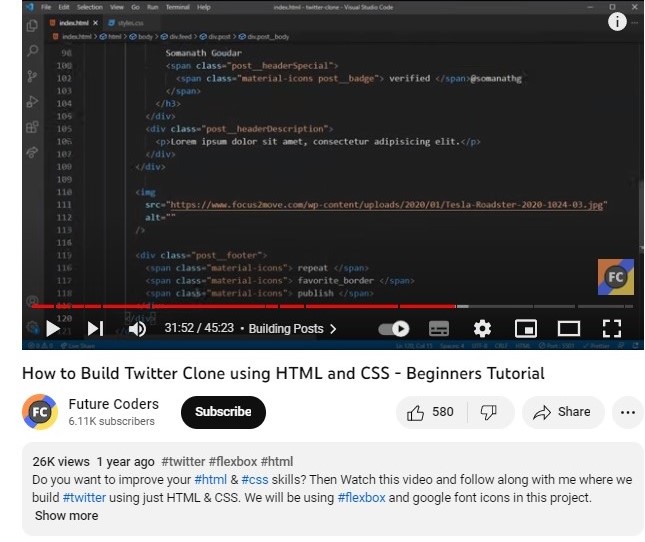 File Edit Selection View Go Run Terminal Help index.html - twitter-clone - Visual Studio Code
index.html × styles.css
index.html > html > body > div.feed > div.post > div.post__body
Somanath Goudar
100 <span class="post__headerSpecial">
102 <span class="material-icons post__badge"> verified </span>@somanathg
103 </span>
104 </h3>
105 </div>
105 <div class="post__headerDescription">
106 <p>Lorem ipsum dolor sit amet, consectetur adipisicing elit.</p>
107 </div>
108 </div>
109
110 <img
111 src="https://www.focus2move.com/wp-content/uploads/2020/01/Tesla-Roadster-2020-1024-03.jpg"
112 alt=""
113 />
115 <div class="post__footer">
116 <span class="material-icons"> repeat </span>
117 <span class="material-icons"> favorite_border </span>
118 <span class="material-icons"> publish </span>
120 </div>
FC
31:52 / 45:23 • Building Posts >
How to Build Twitter Clone using HTML and CSS - Beginners Tutorial
FC Future Coders
6.11K subscribers
Subscribe
580
Share
26K views 1 year ago #twitter #flexbox #html
Do you want to improve your #html & #css skills? Then Watch this video and follow along with me where we
build #twitter using just HTML & CSS. We will be using #flexbox and google font icons in this project.
Show more